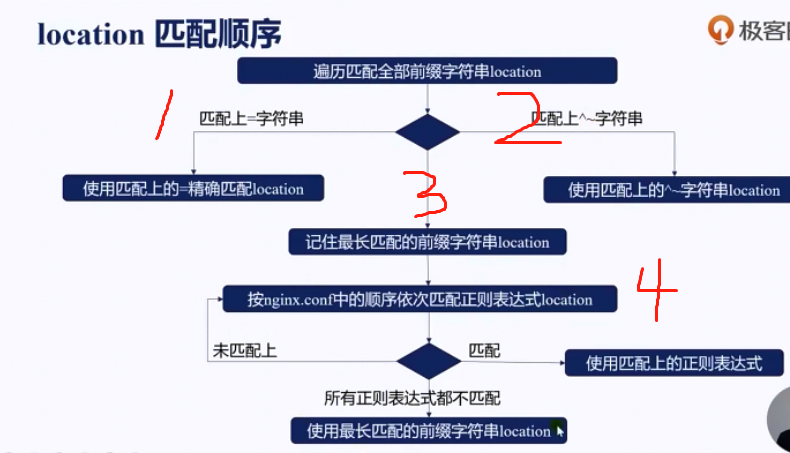 location 匹配顺序
极客
遍历匹配全部前缀字符串location
1
匹配上=字符串
2
匹配上^~字符串
使用匹配上的=精确匹配location
3
使用匹配上的^~字符串location
记住最长匹配的前缀字符串location
4
按nginx.conf中的顺序依次匹配正则表达式location
未匹配上
匹配
使用匹配上的正则表达式
所有正则表达式都不匹配
使用最长匹配的前缀字符串location